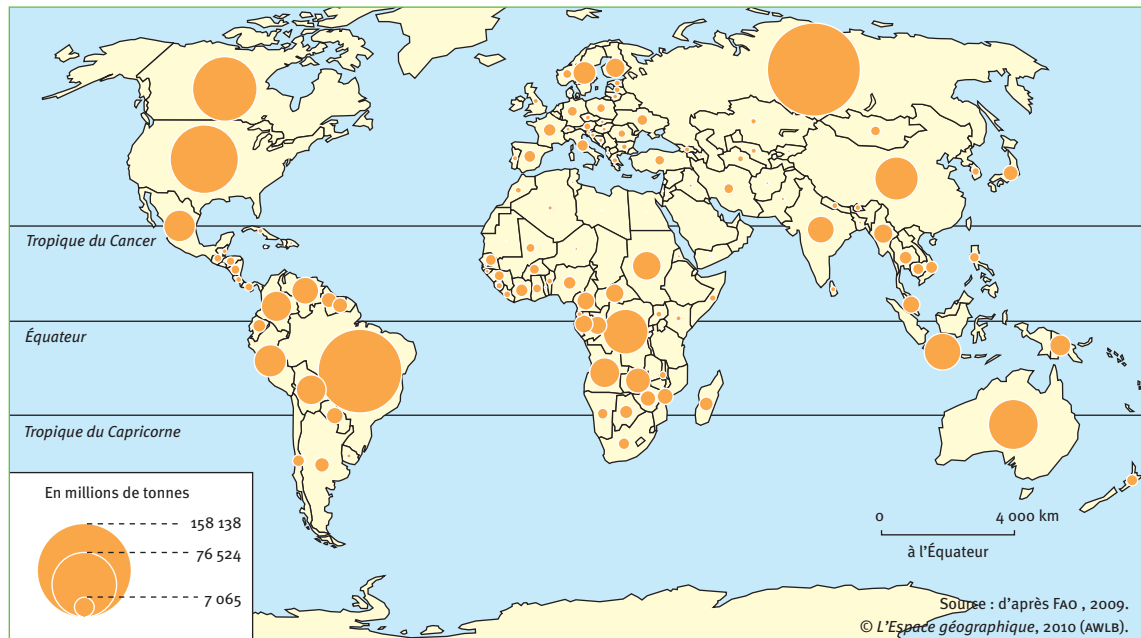 Tropique du Cancer
Équateur
Tropique du Capricorne
En millions de tonnes
158 138
76 524
7 065
0 4 000 km
à l’Équateur
Source : d’après FAO , 2009.
© L’Espace géographique, 2010 (AWLB).